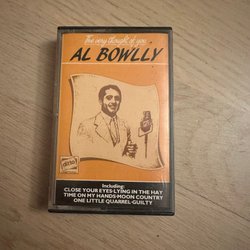 The very thought of you
AL BOWLLY
Including:
CLOSE YOUR EYES·LYING IN THE HAY
TIME ON MY HANDS·MOON COUNTRY
ONE LITTLE QUARREL·GUILTY